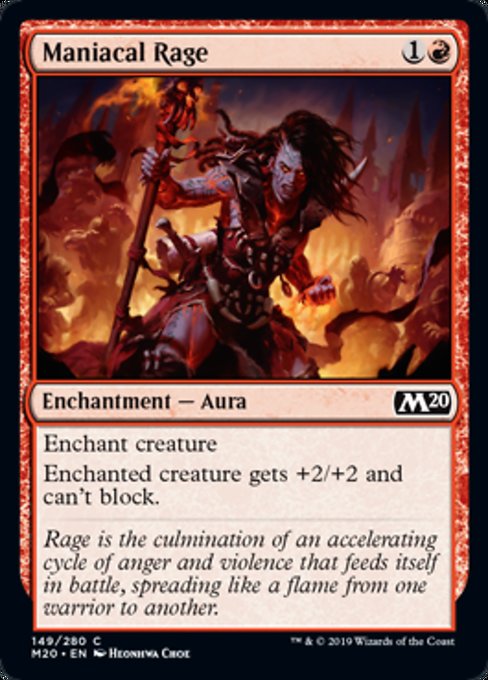 Maniacal Rage 1
Enchantment — Aura M20
Enchant creature
Enchanted creature gets +2/+2 and
can't block.
Rage is the culmination of an accelerating
cycle of anger and violence that feeds itself
in battle, spreading like a flame from one
warrior to another.
149/280 C ™ & © 2019 Wizards of the Coast
M20 • EN Heonhwa Choe